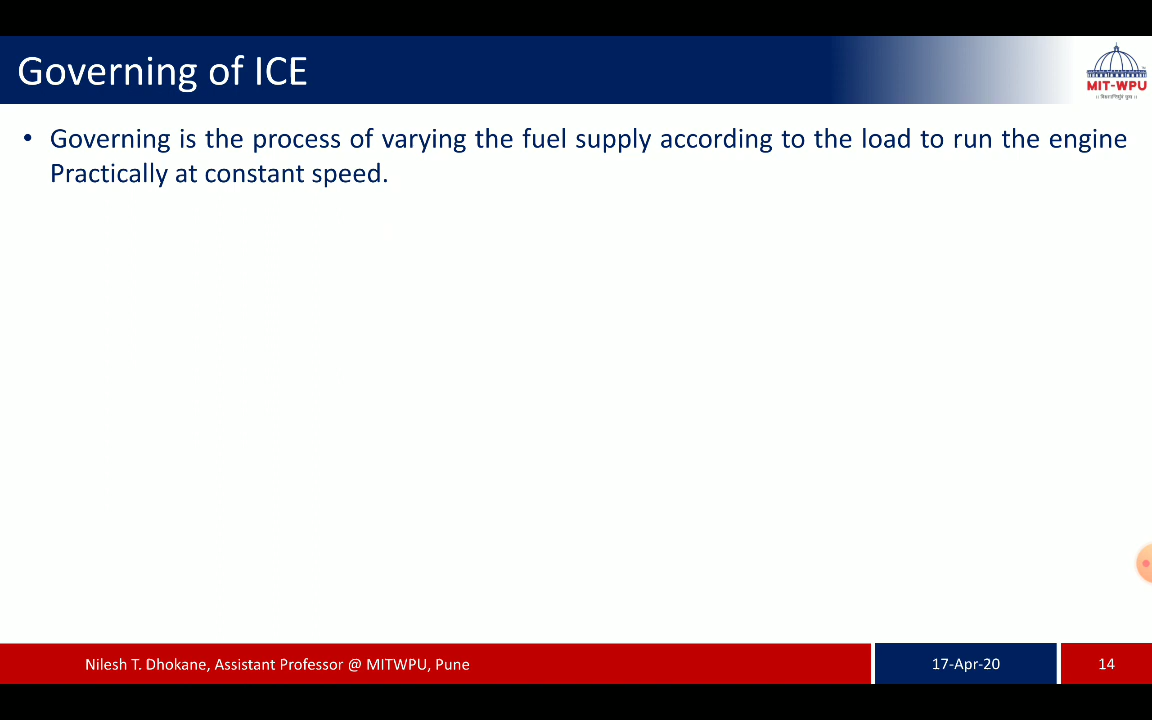 Governing of ICE
MIT-WPU
• Governing is the process of varying the fuel supply according to the load to run the engine
Practically at constant speed.
Nilesh T. Dhokane, Assistant Professor @ MITWPU, Pune
17-Apr-20
14